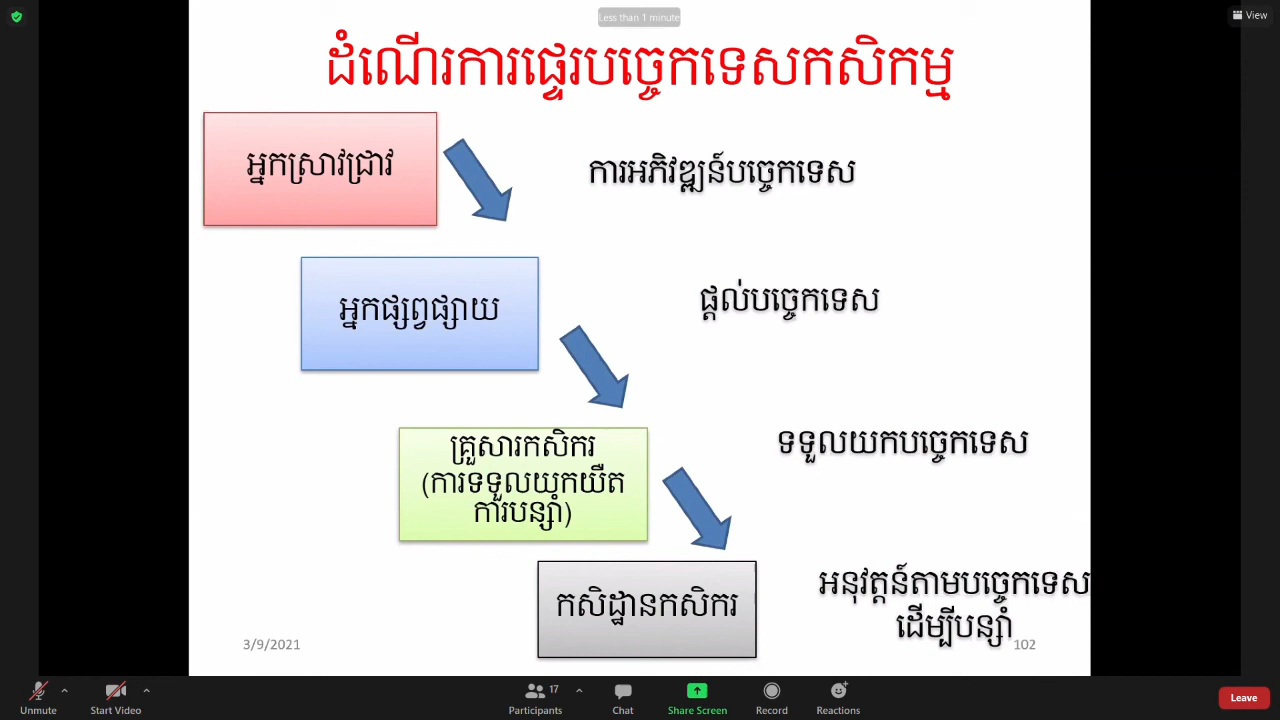 Less than 1 minute
View
ដំណើរការផ្ទេរបច្ចេកទេសកសិកម្ម
អ្នកស្រាវជ្រាវ
ការអភិវឌ្ឍន៍បច្ចេកទេស
អ្នកផ្សព្វផ្សាយ
ផ្តល់បច្ចេកទេស
គ្រួសារកសិករ
(ការទទួលយកយឺត
ការបន្សាំ)
ទទួលយកបច្ចេកទេស
កសិដ្ឋានកសិករ
អនុវត្តន៍តាមបច្ចេកទេស
ដើម្បីបន្សាំ
3/9/2021
102
Unmute
Start Video
17
Participants
Chat
Share Screen
Record
Reactions
Leave